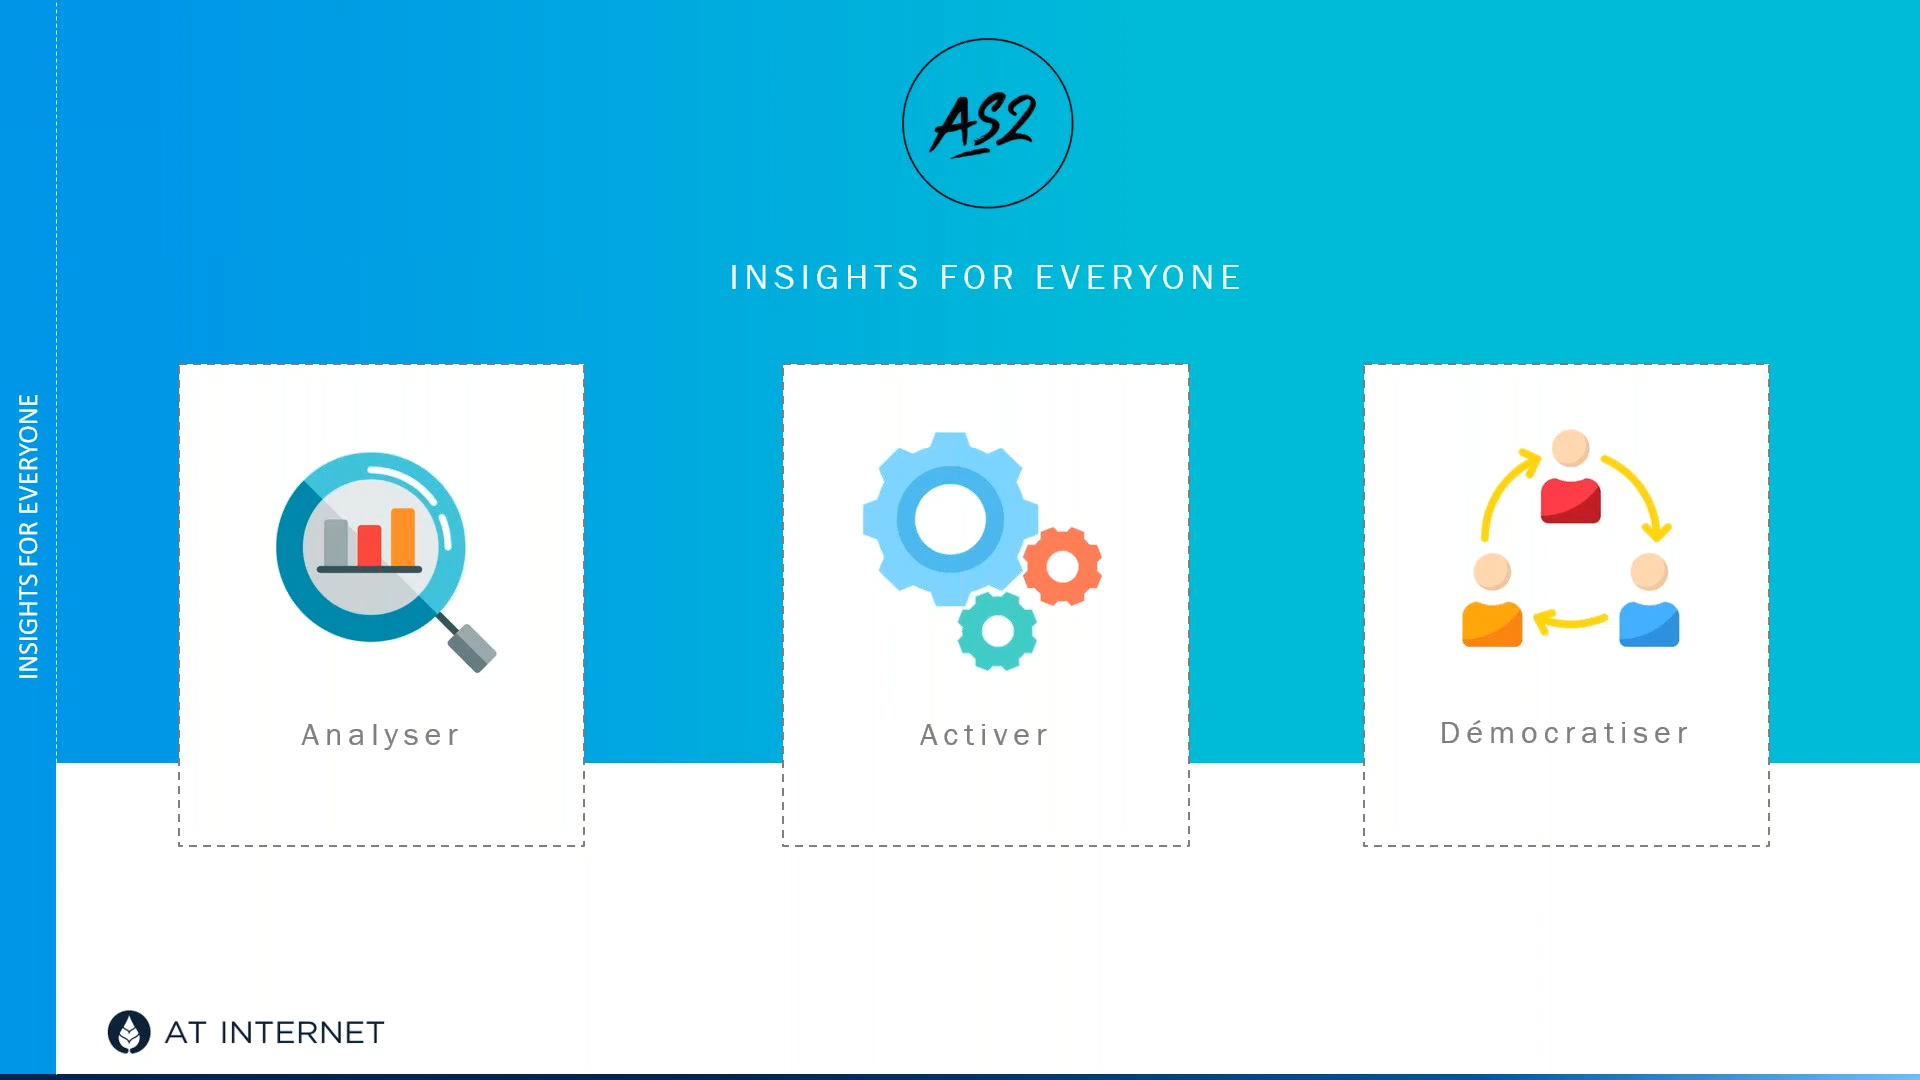 AS2
INSIGHTS FOR EVERYONE
INSIGHTS FOR EVERYONE
Analyser
Activer
Démocratiser
AT INTERNET